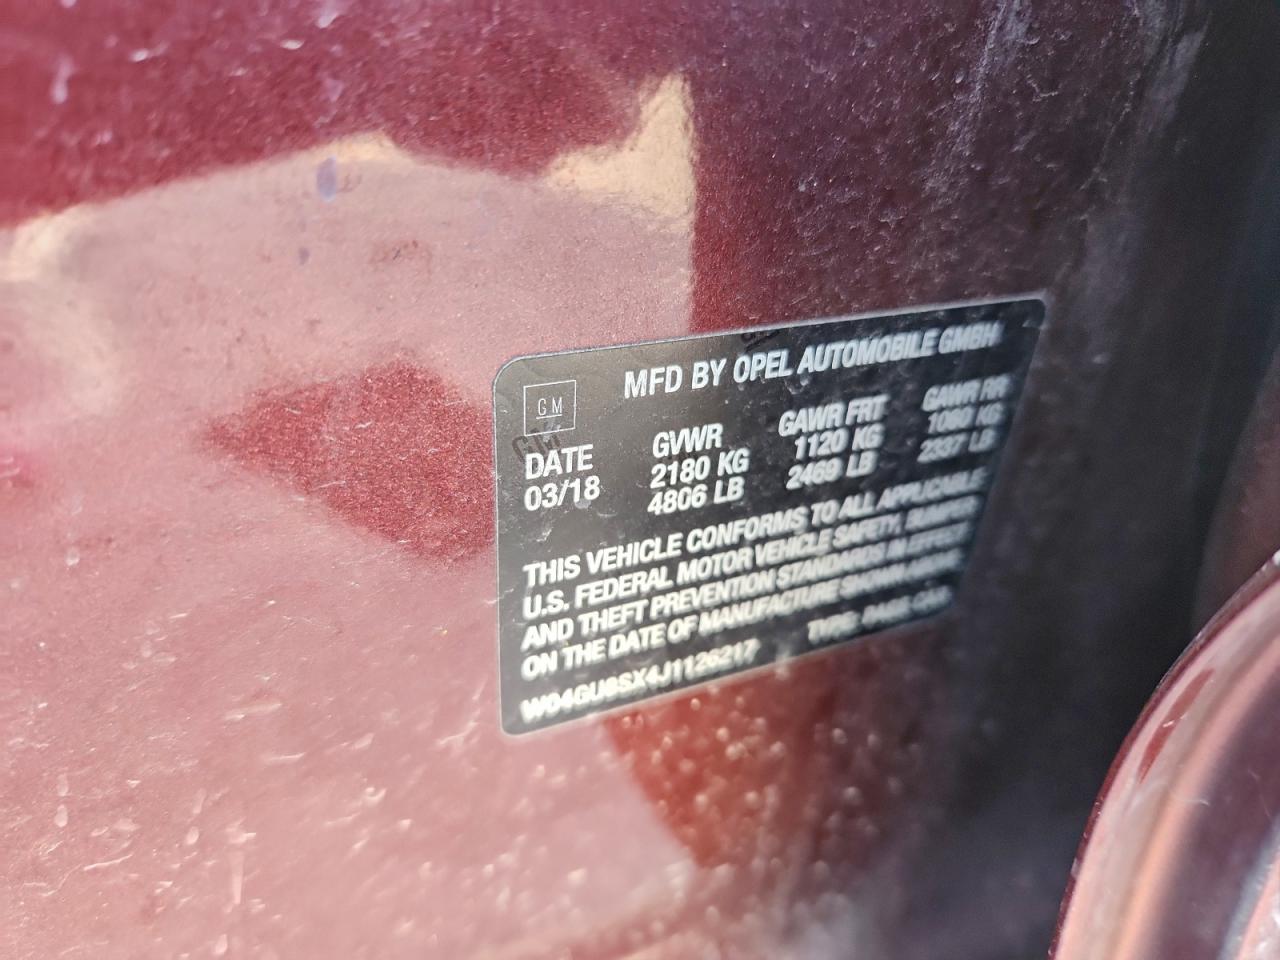 GM
MFD BY OPEL AUTOMOBILE GMBH
DATE GVWR GAWR FRT GAWR RR
03/18 2180 KG 1120 KG 1060 KG
4806 LB 2469 LB 2337 LB
THIS VEHICLE CONFORMS TO ALL APPLICABLE
U.S. FEDERAL MOTOR VEHICLE SAFETY, BUMPER
AND THEFT PREVENTION STANDARDS IN EFFECT
ON THE DATE OF MANUFACTURE SHOWN ABOVE.
W04GU8SX4J1126217 TYPE: PASS CAR